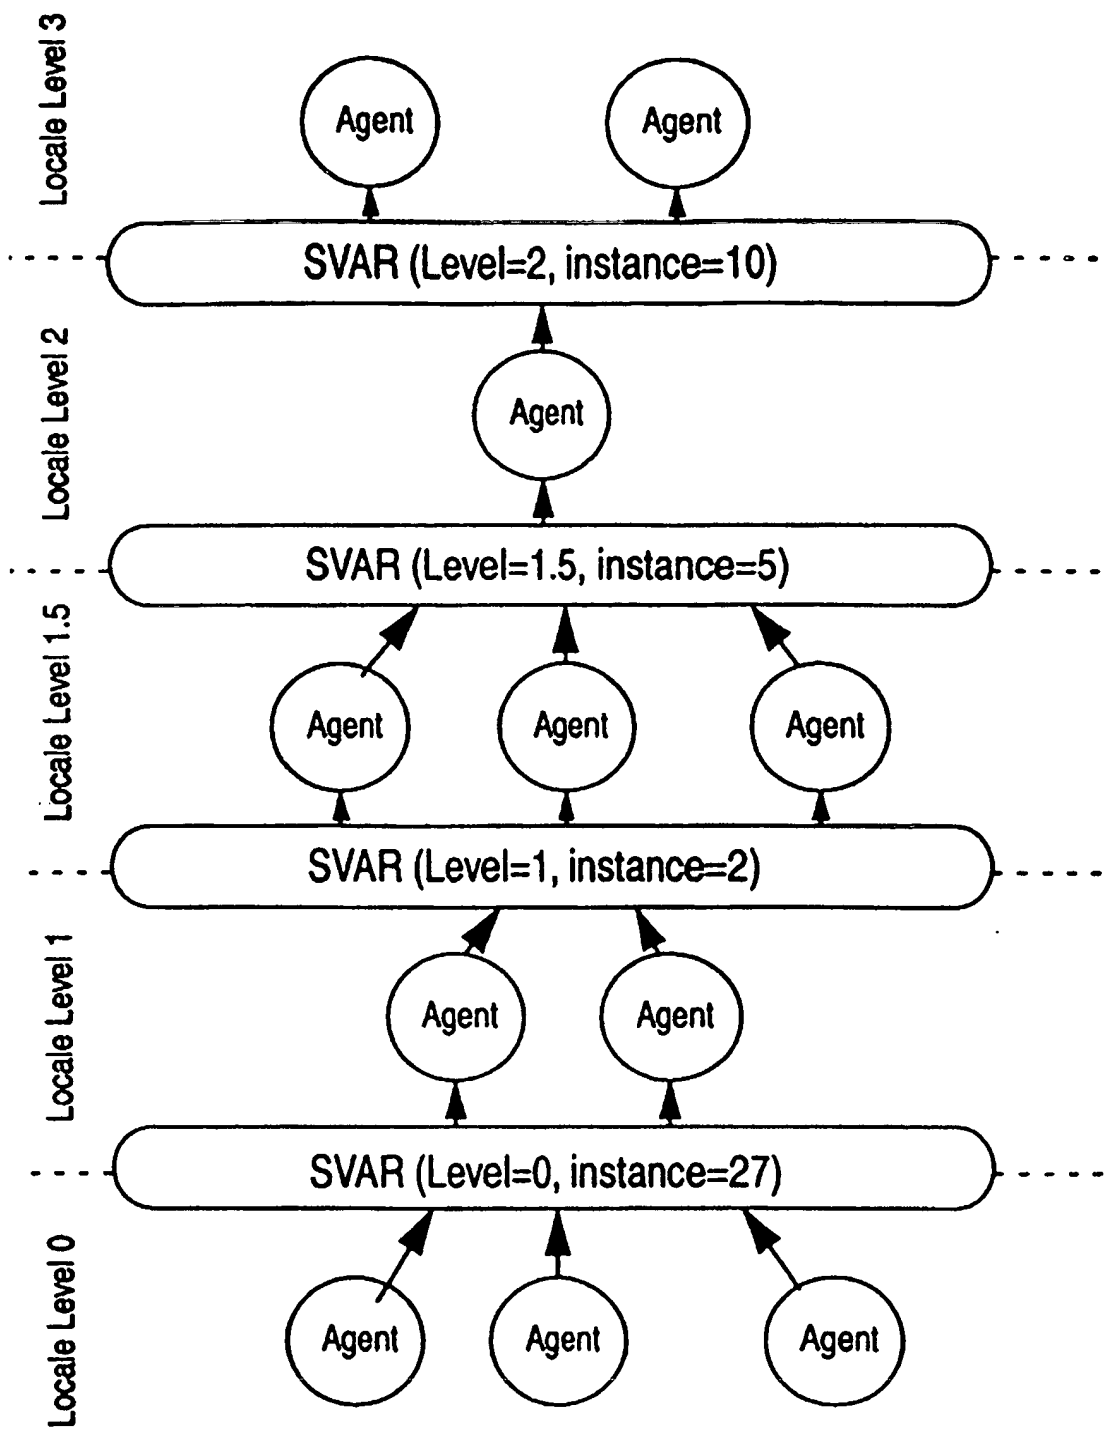 Locale Level 3
Agent
Agent
SVAR (Level=2, instance=10)
Locale Level 2
Agent
SVAR (Level=1.5, instance=5)
Locale Level 1.5
Agent
Agent
Agent
SVAR (Level=1, instance=2)
Locale Level 1
Agent
Agent
SVAR (Level=0, instance=27)
Locale Level 0
Agent
Agent
Agent